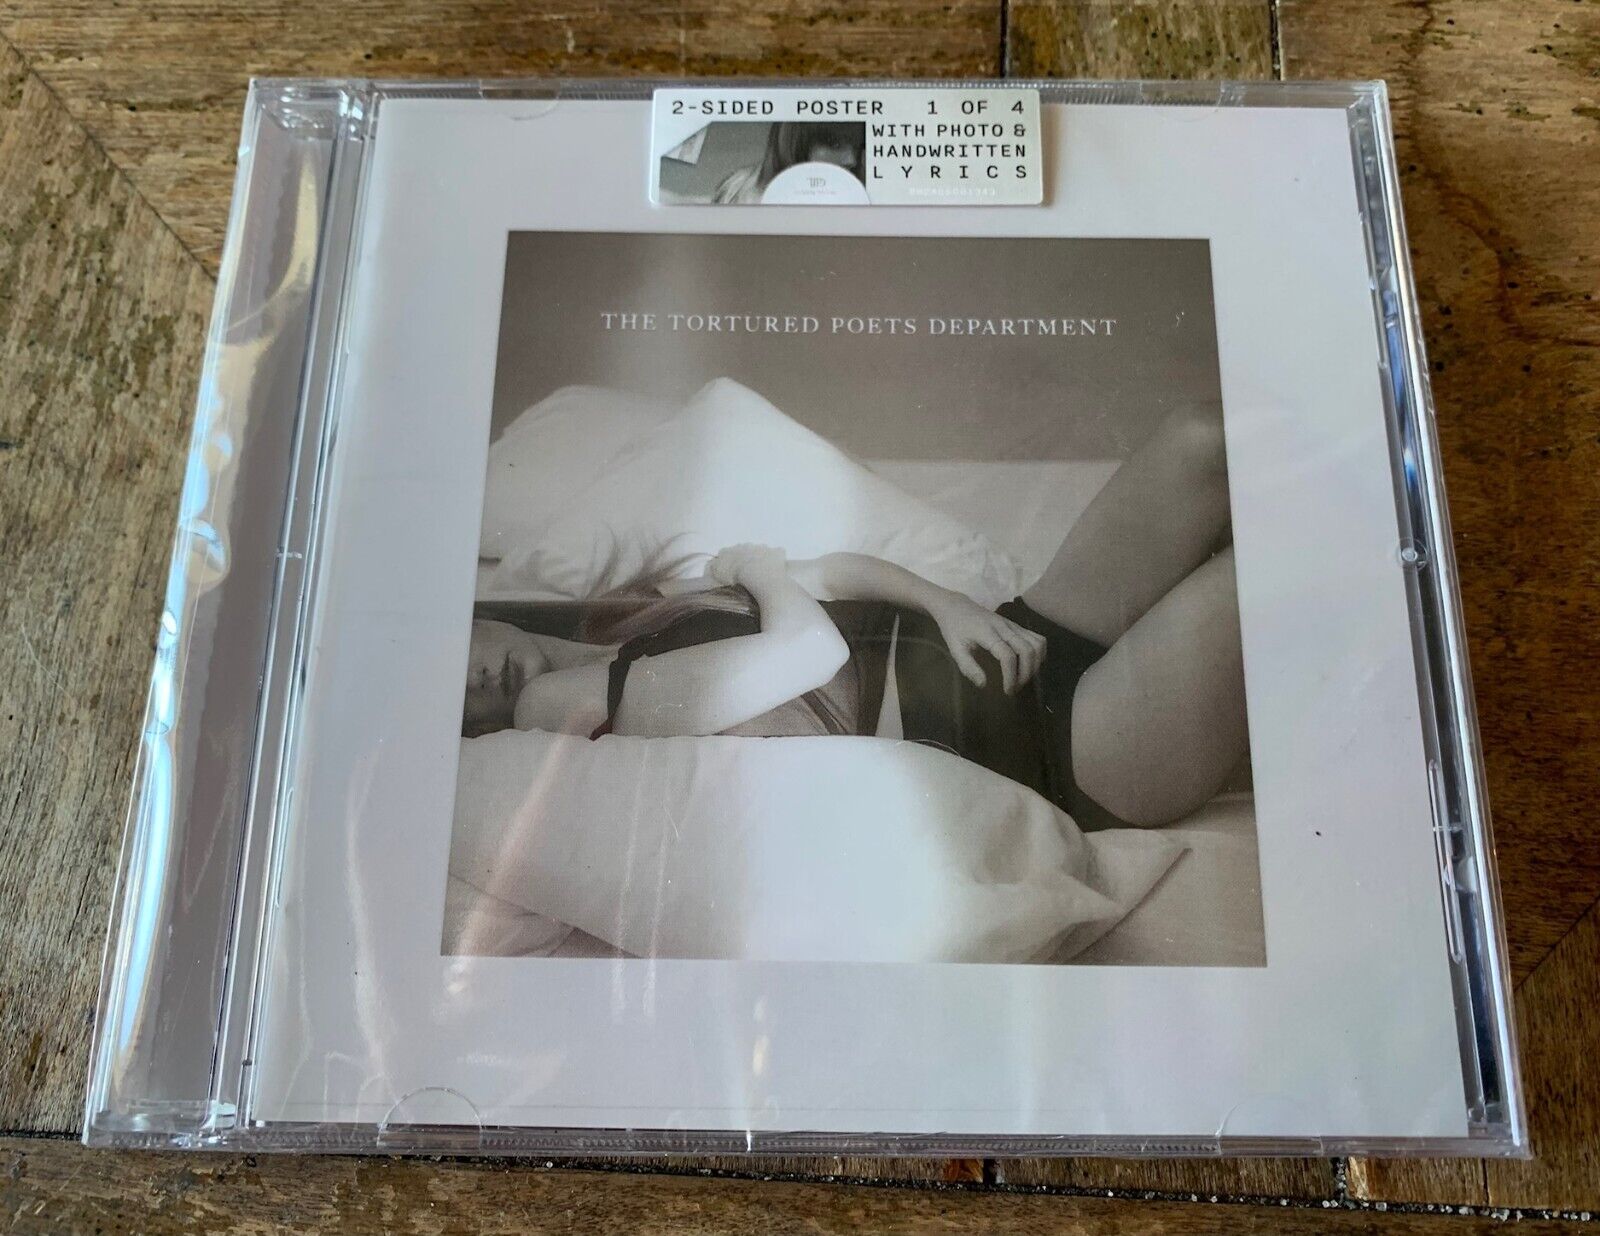 2-SIDED POSTER 1 OF 4
WITH PHOTO &
HANDWRITTEN
LYRICS
THE TORTURED POETS DEPARTMENT